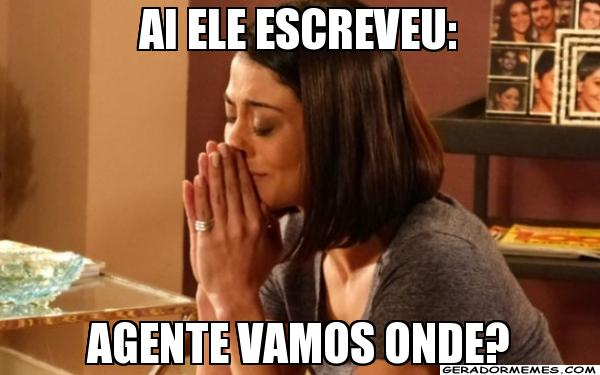 AI ELE ESCREVEU:
AGENTE VAMOS ONDE?
GERADORMEMES.COM